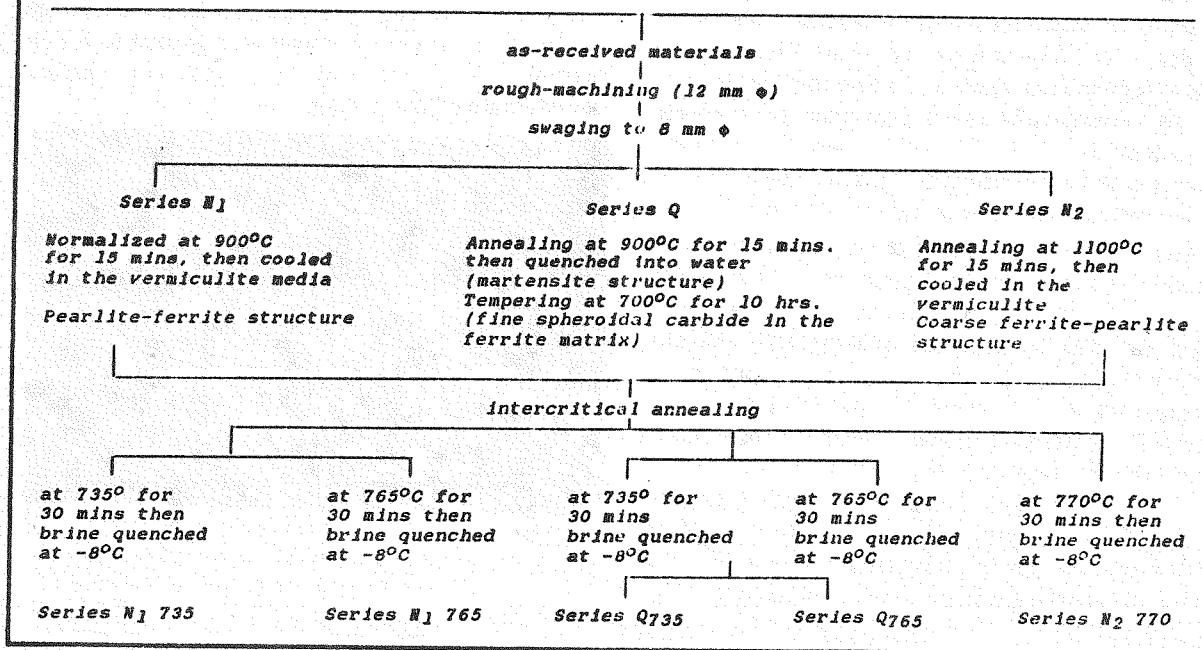 as-received materials
rough-machining (12 mm φ)
swaging to 8 mm φ
Series N1
Normalized at 900°C
for 15 mins, then cooled
in the vermiculite media
Pearlite-ferrite structure
Series Q
Annealing at 900°C for 15 mins.
then quenched into water
(martensite structure)
Tempering at 700°C for 10 hrs.
(fine spheroidal carbide in the
ferrite matrix)
Series N2
Annealing at 1100°C
for 15 mins, then
cooled in the
vermiculite
Coarse ferrite-pearlite
structure
intercritical annealing
at 735° for
30 mins then
brine quenched
at -8°C
at 765°C for
30 mins then
brine quenched
at -8°C
at 735° for
30 mins
brine quenched
at -8°C
at 765°C for
30 mins
brine quenched
at -8°C
at 770°C for
30 mins then
brine quenched
at -8°C
Series N1 735
Series N1 765
Series Q735
Series Q765
Series N2 770